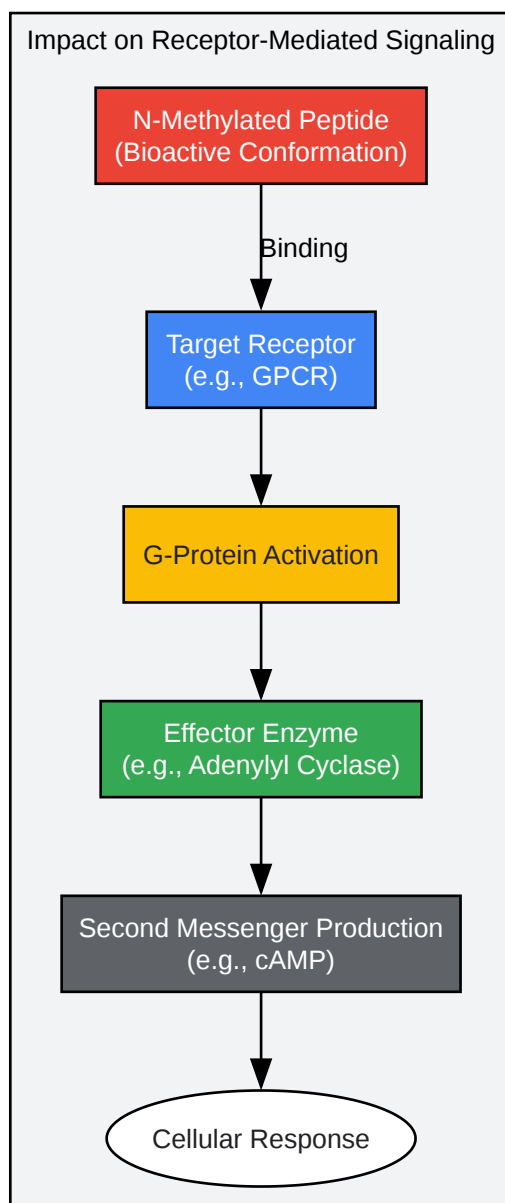 Impact on Receptor-Mediated Signaling
N-Methylated Peptide
(Bioactive Conformation)
Binding
Target Receptor
(e.g., GPCR)
G-Protein Activation
Effector Enzyme
(e.g., Adenylyl Cyclase)
Second Messenger Production
(e.g., cAMP)
Cellular Response